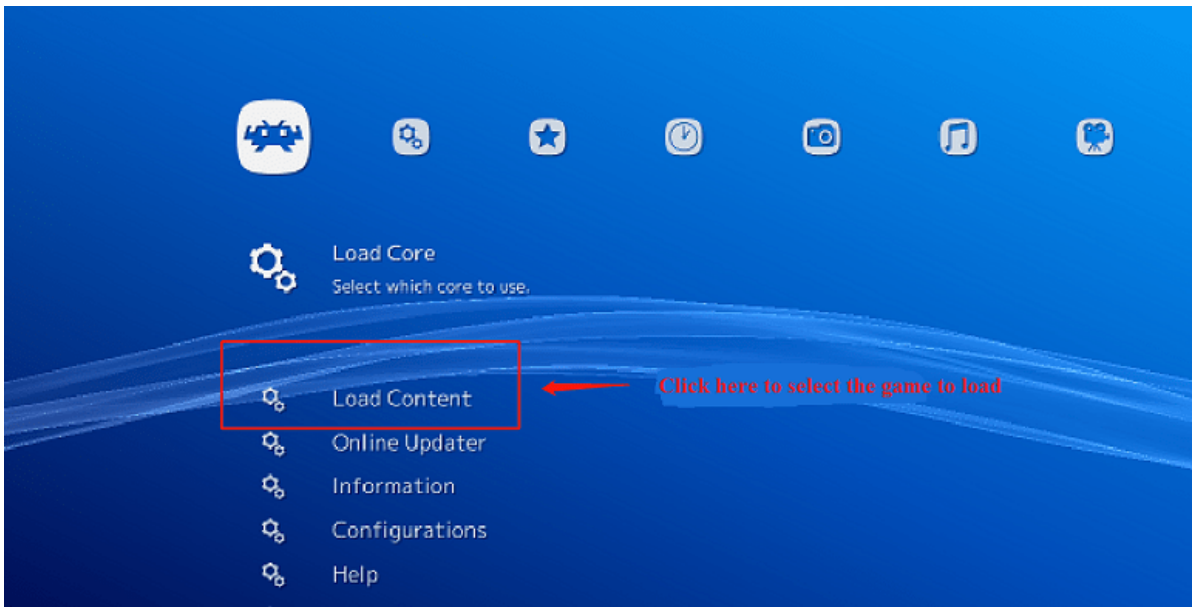 Load Core
Select which core to use.
Load Content
Click here to select the game to load
Online Updater
Information
Configurations
Help